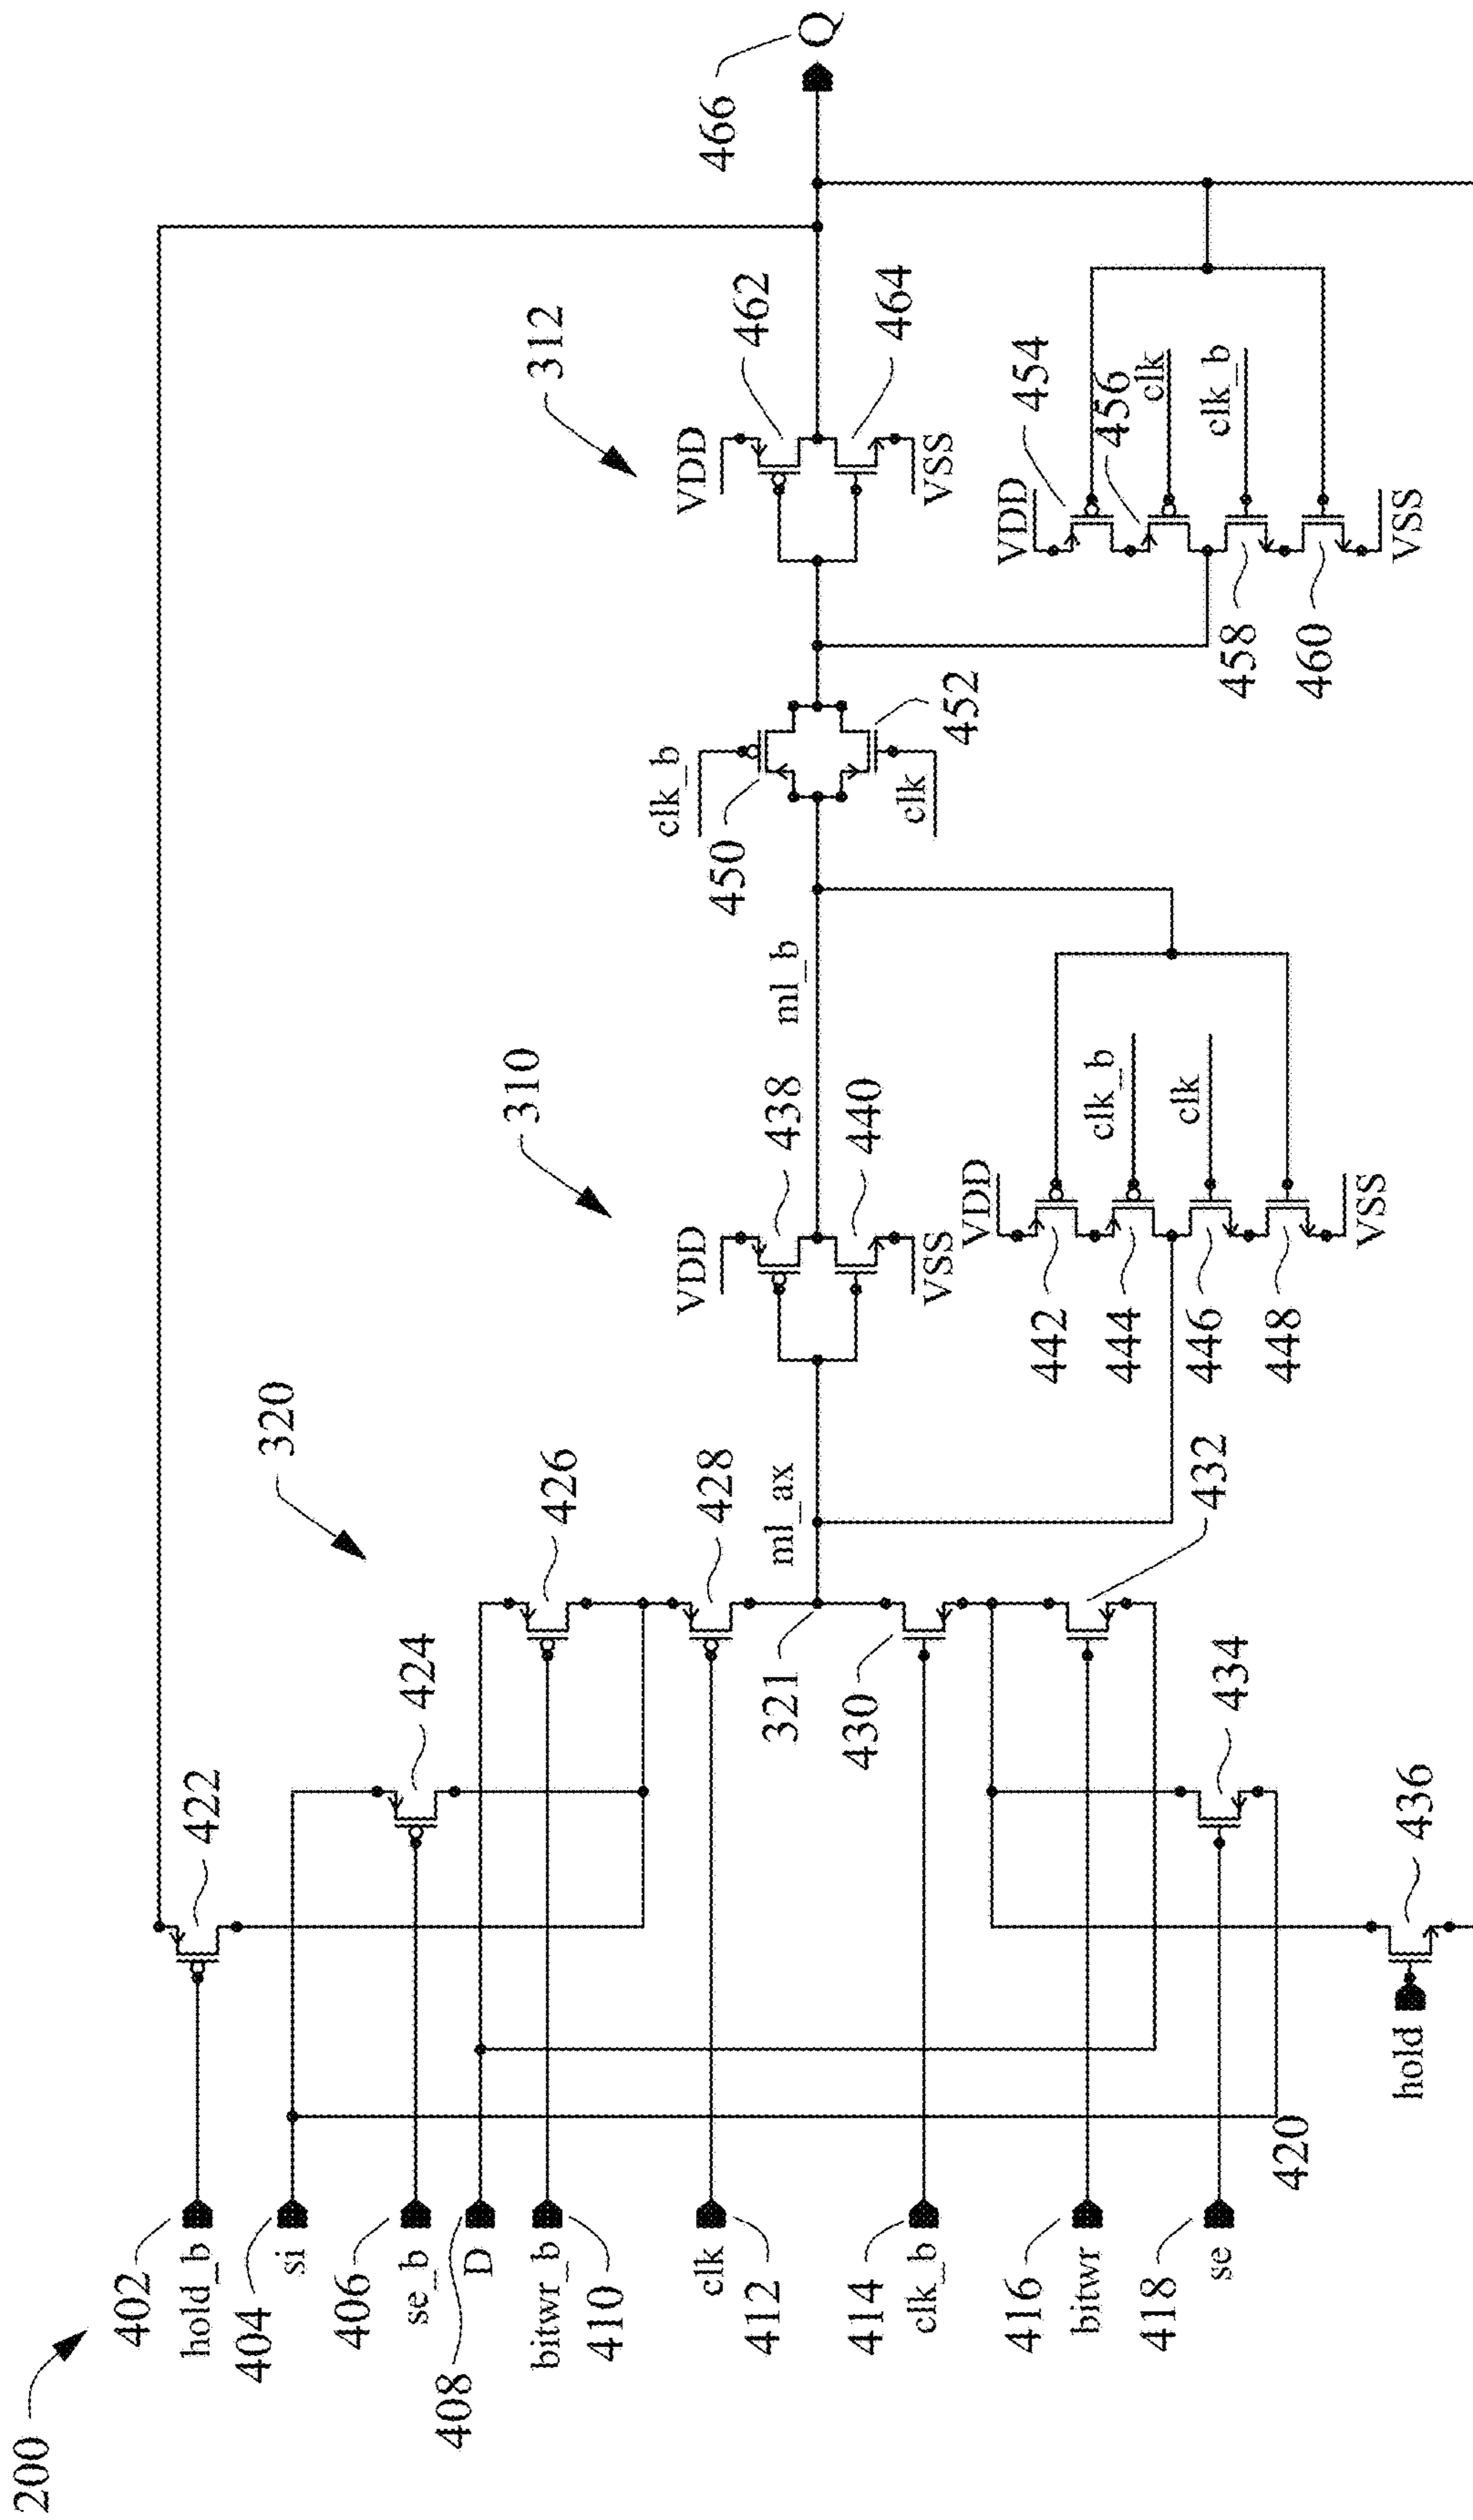 200
402
hold_b
404
si
406
se_b
408
D
bitwr_b
410
clk
412
414
clk_b
416
bitwr
418
se
420
hold
436
422
424
434
320
426
428
321
ml_ax
430
432
310
VDD
438
440
VSS
ml_b
VDD
442
444
446
448
clk_b
clk
VSS
clk_b
450
452
clk
312
VDD
462
464
VSS
VDD
454
456
clk
clk_b
458
460
VSS
466
Q